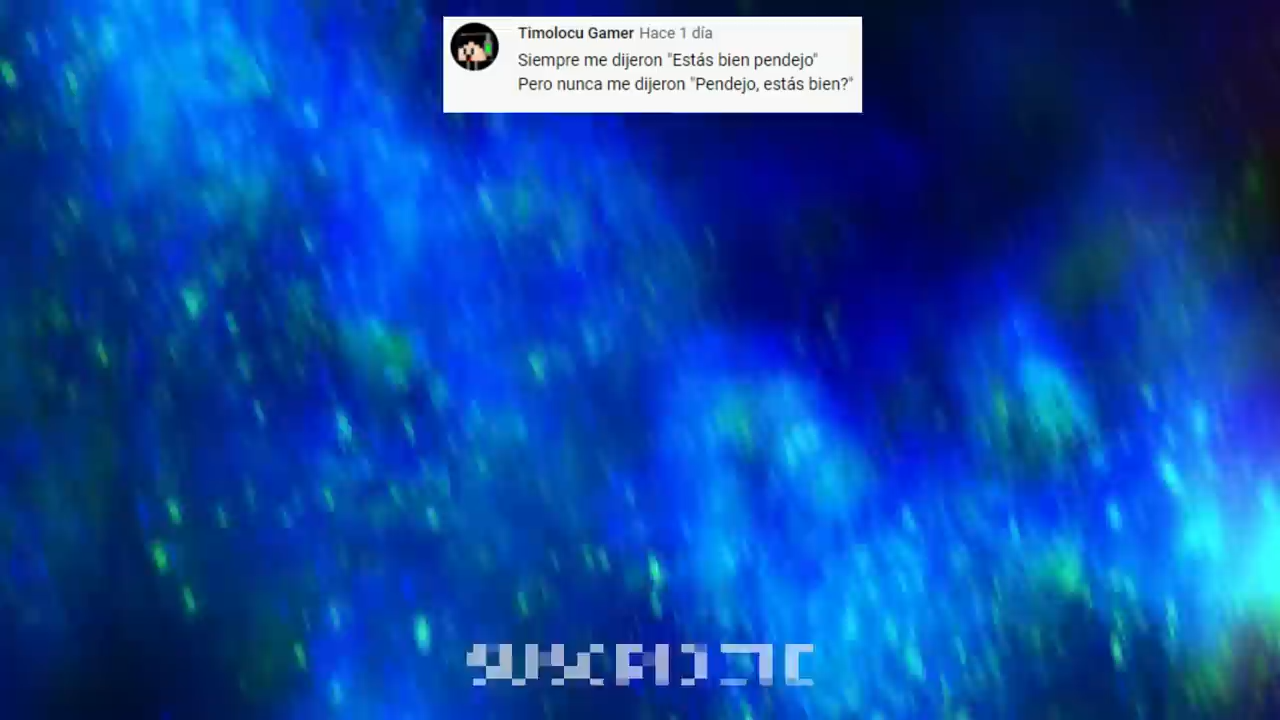 Timolocu Gamer Hace 1 día
Siempre me dijeron "Estás bien pendejo"
Pero nunca me dijeron "Pendejo, estás bien?"